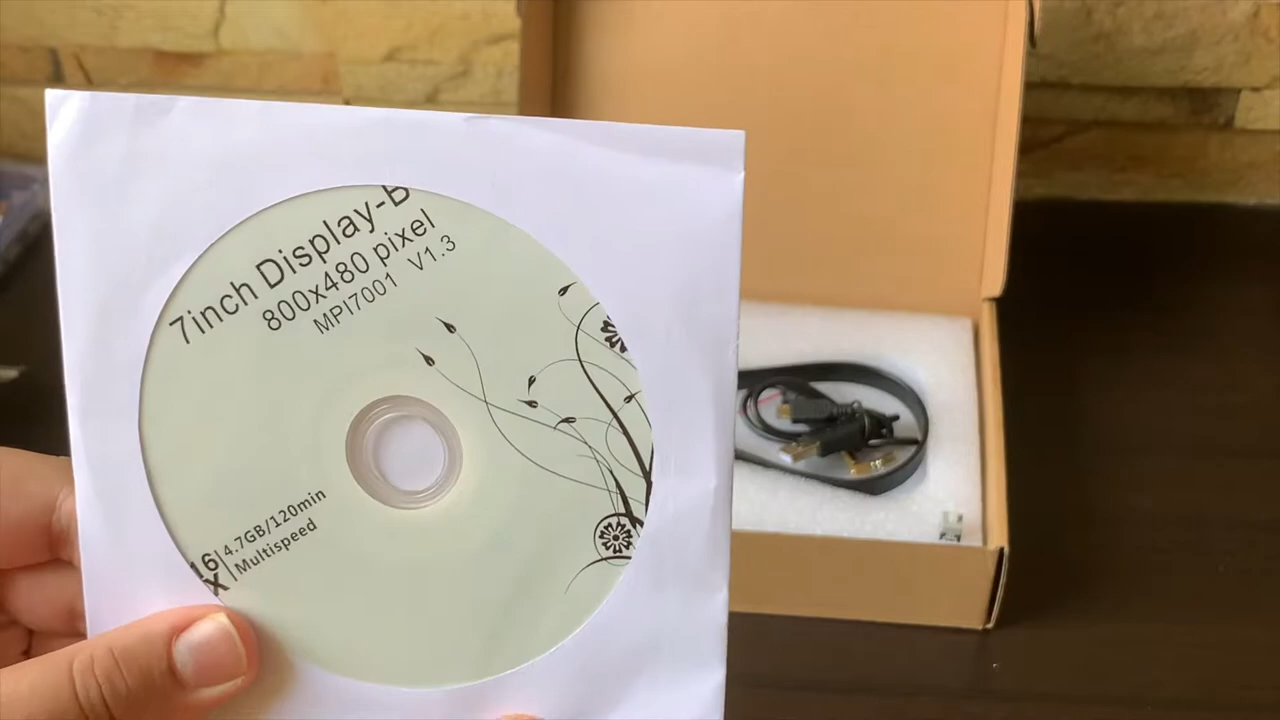 7inch Display-B
800x480 pixel
MPI7001 V1.3
16X
4.7GB/120min
Multispeed